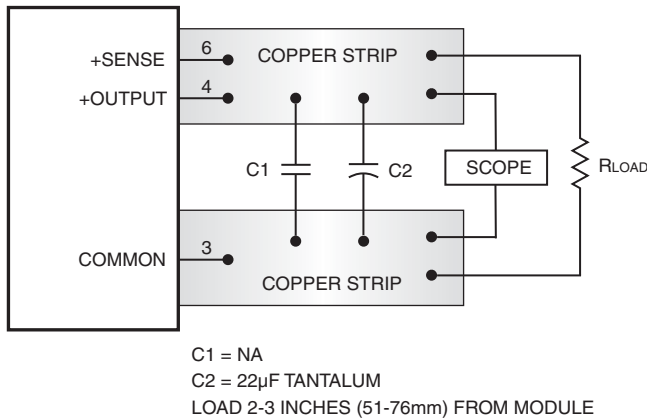 +SENSE 6 COPPER STRIP
+OUTPUT 4
C1 C2 SCOPE RLOAD
COMMON 3
COPPER STRIP
C1 = NA
C2 = 22µF TANTALUM
LOAD 2-3 INCHES (51-76mm) FROM MODULE